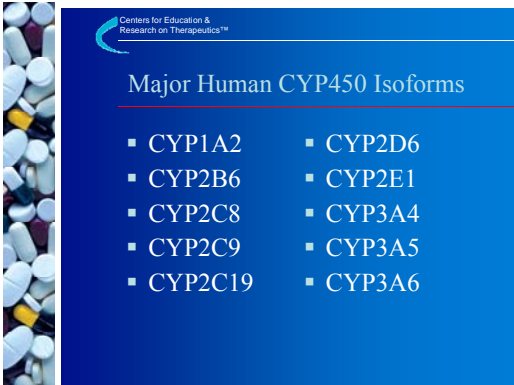 Centers for Education &
Research on Therapeutics™
Major Human CYP450 Isoforms
▪ CYP1A2
▪ CYP2B6
▪ CYP2C8
▪ CYP2C9
▪ CYP2C19
▪ CYP2D6
▪ CYP2E1
▪ CYP3A4
▪ CYP3A5
▪ CYP3A6